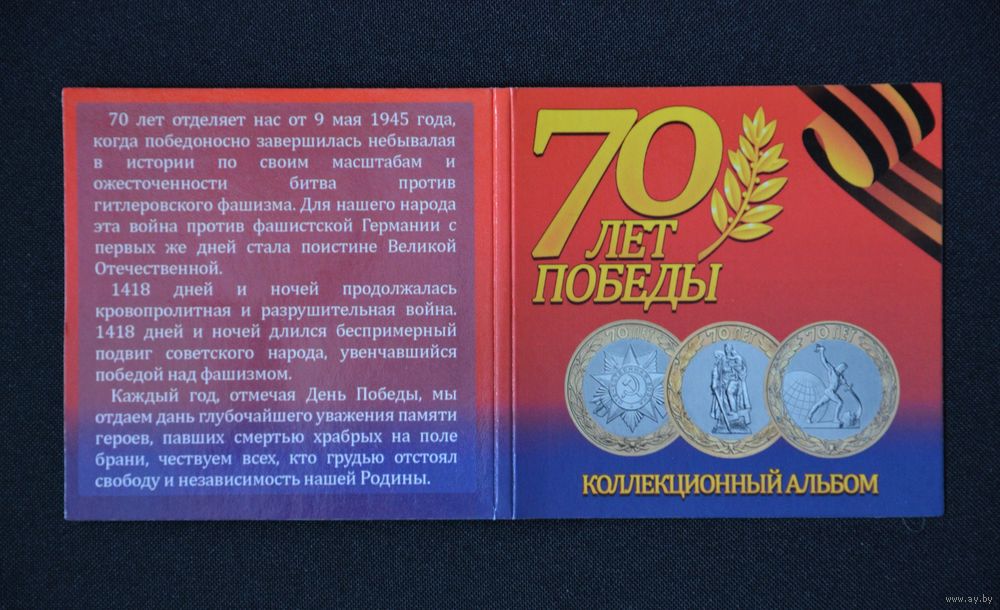 70 лет отделяет нас от 9 мая 1945 года,
когда победоносно завершилась небывалая
в истории по своим масштабам и
ожесточенности битва против
гитлеровского фашизма. Для нашего народа
эта война против фашистской Германии с
первых же дней стала поистине Великой
Отечественной.
1418 дней и ночей продолжалась
кровопролитная и разрушительная война.
1418 дней и ночей длился беспримерный
подвиг советского народа, увенчавшийся
победой над фашизмом.
Каждый год, отмечая День Победы, мы
отдаем дань глубочайшего уважения памяти
героев, павших смертью храбрых на поле
брани, чествуем всех, кто грудью отстоял
свободу и независимость нашей Родины.
70
ЛЕТ
ПОБЕДЫ
70 ЛЕТ
70 ЛЕТ
70 ЛЕТ
КОЛЛЕКЦИОННЫЙ АЛЬБОМ
www.ay.by